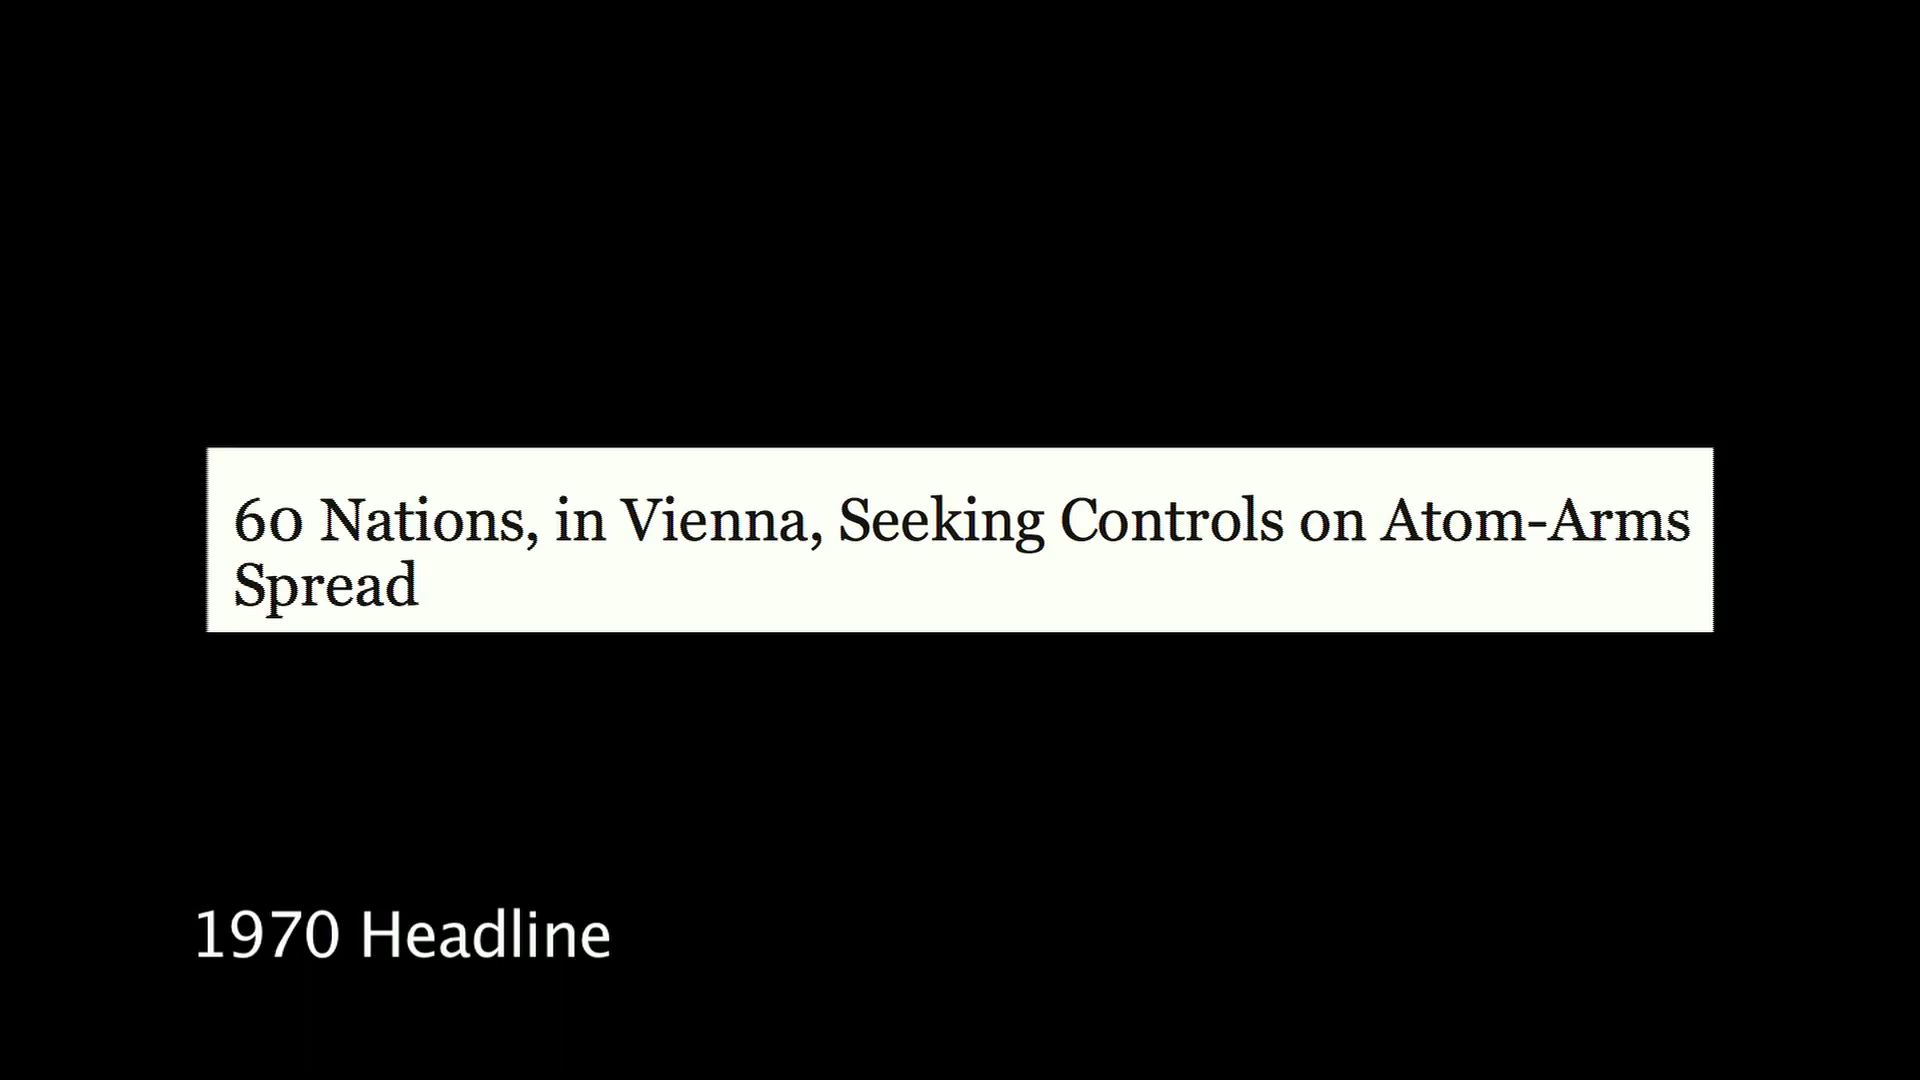 60 Nations, in Vienna, Seeking Controls on Atom-Arms
Spread
1970 Headline